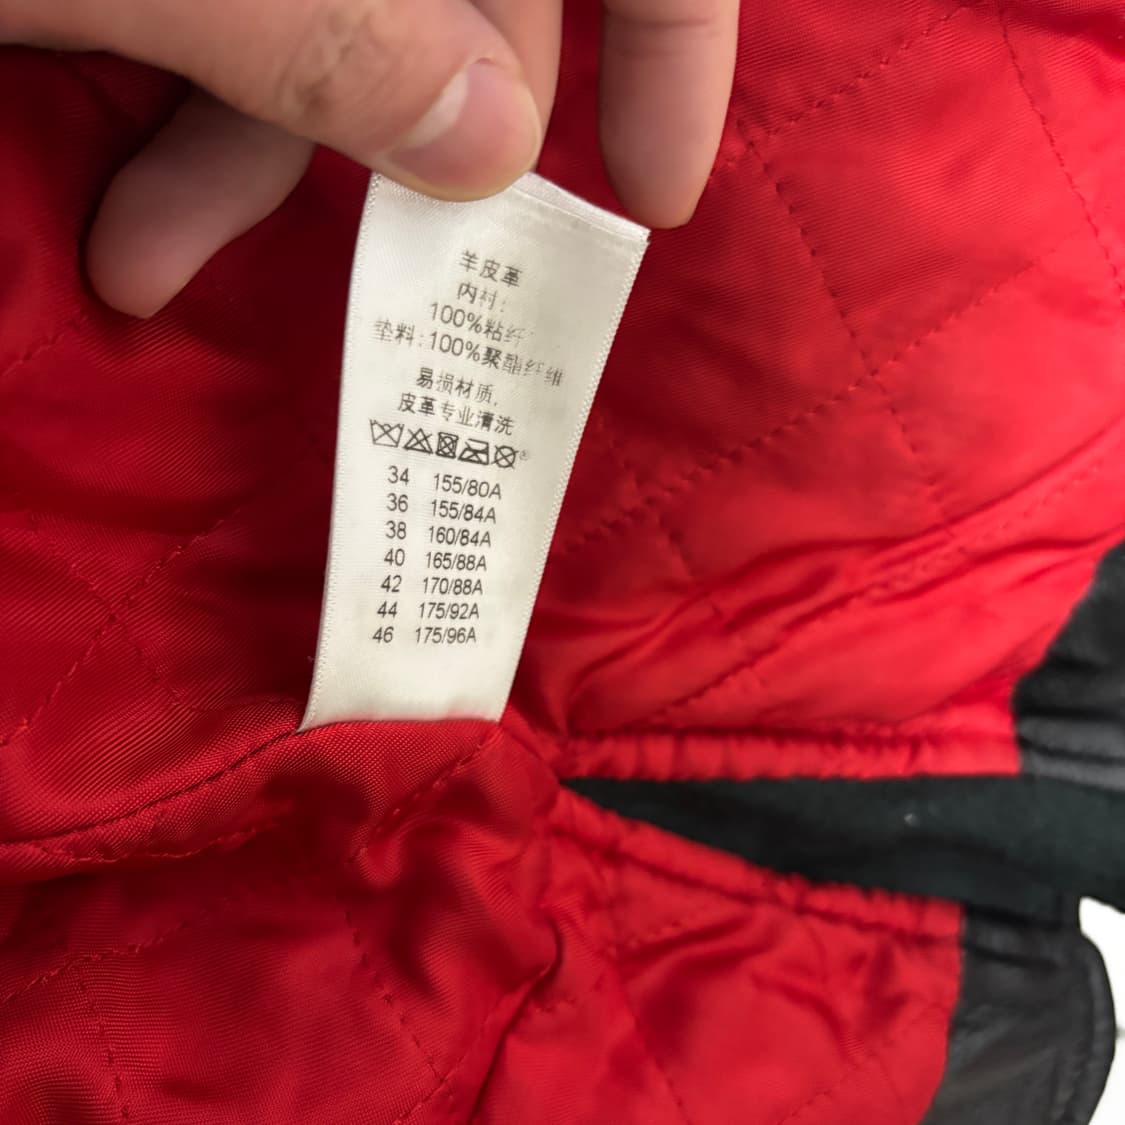 羊皮革
内衬:
100%粘纤
垫料:100%聚酯纤维
易损材质,
皮革专业清洗
34 155/80A
36 155/84A
38 160/84A
40 165/88A
42 170/88A
44 175/92A
46 175/96A